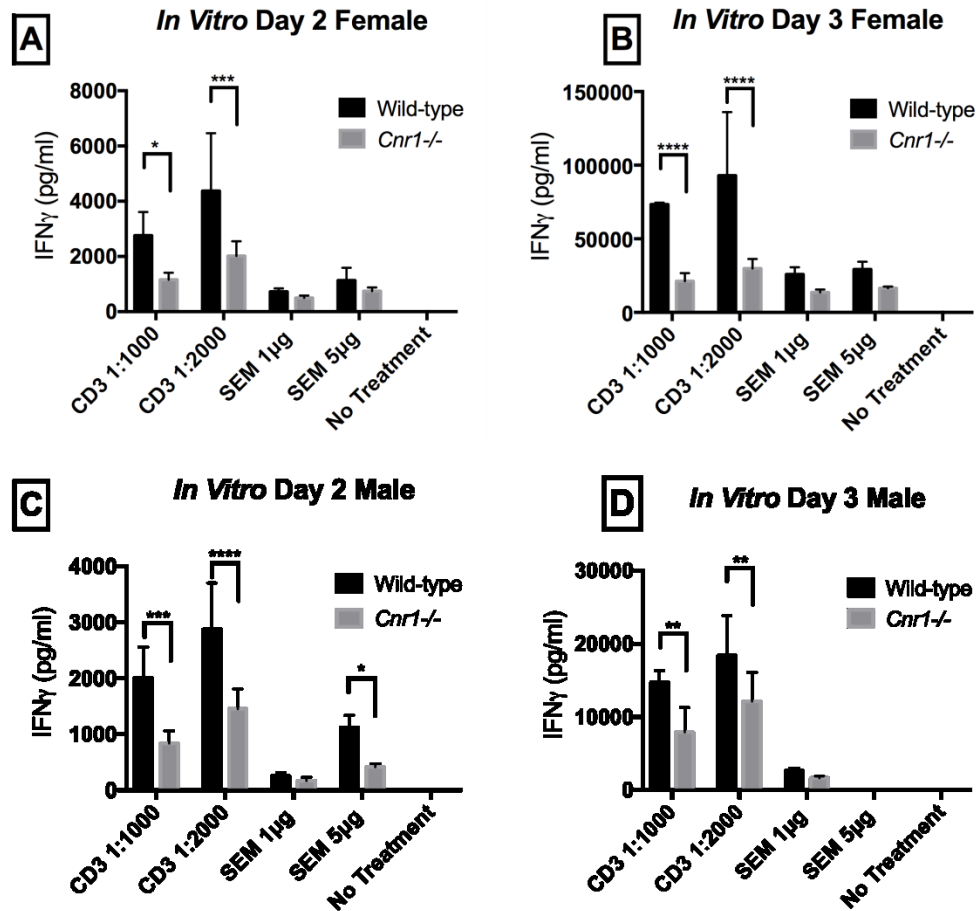 A
In Vitro Day 2 Female
8000
6000
4000
2000
0
IFNγ (pg/ml)
*
***
Wild-type
Cnr1-/-
CD3 1:1000
CD3 1:2000
SEM 1µg
SEM 5µg
No Treatment
B
In Vitro Day 3 Female
150000
100000
50000
0
IFNγ (pg/ml)
****
****
Wild-type
Cnr1-/-
CD3 1:1000
CD3 1:2000
SEM 1µg
SEM 5µg
No Treatment
C
In Vitro Day 2 Male
4000
3000
2000
1000
0
IFNγ (pg/ml)
***
****
*
Wild-type
Cnr1-/-
CD3 1:1000
CD3 1:2000
SEM 1µg
SEM 5µg
No Treatment
D
In Vitro Day 3 Male
30000
20000
10000
0
IFNγ (pg/ml)
**
**
Wild-type
Cnr1-/-
CD3 1:1000
CD3 1:2000
SEM 1µg
SEM 5µg
No Treatment